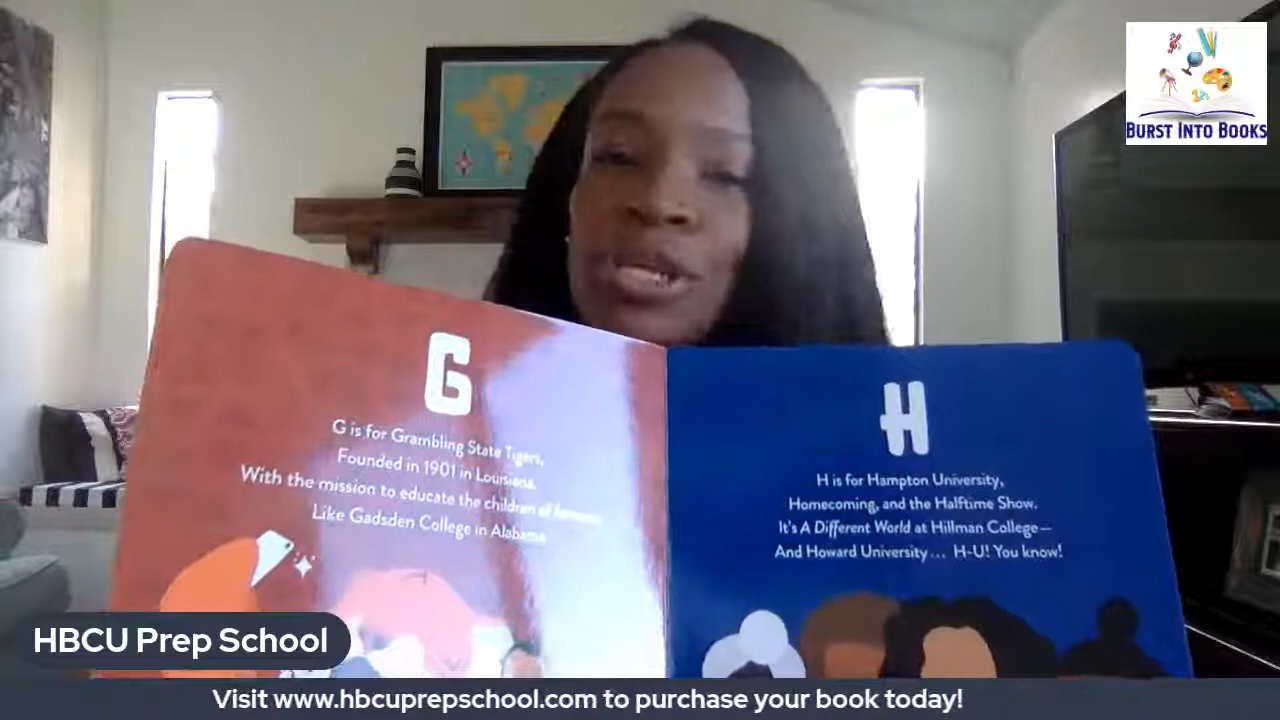 BURST INTO BOOKS
G
G is for Grambling State Tigers,
Founded in 1901 in Louisiana,
With the mission to educate the children of farmers
Like Gadsden College in Alabama.
H
H is for Hampton University,
Homecoming, and the Halftime Show.
It's A Different World at Hillman College—
And Howard University... H-U! You know!
HBCU Prep School
Visit www.hbcuprepschool.com to purchase your book today!